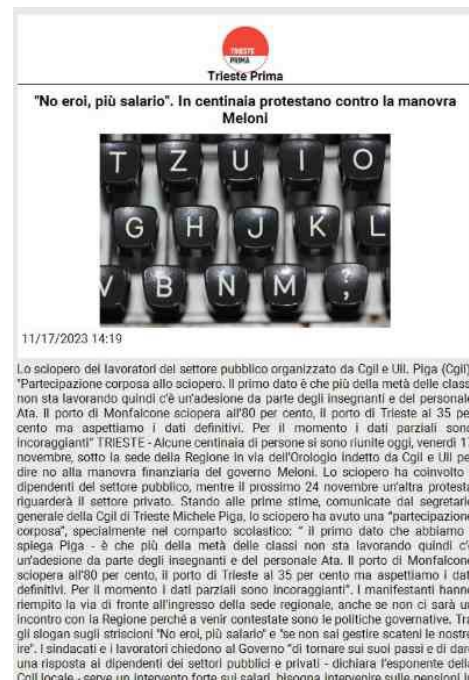 TRIESTE
PRIMA
Trieste Prima
"No eroi, più salario". In centinaia protestano contro la manovra
Meloni
T Z U I O
G H J K L
V B N M ? ;
11/17/2023 14:19
Lo sciopero dei lavoratori del settore pubblico organizzato da Cgil e Uil. Piga (Cgil)
"Partecipazione corposa allo sciopero. Il primo dato è che più della metà delle class
non sta lavorando quindi c'è un'adesione da parte degli insegnanti e del personale
Ata. Il porto di Monfalcone sciopera all'80 per cento, il porto di Trieste al 35 per
cento ma aspettiamo i dati definitivi. Per il momento i dati parziali sono
incoraggianti" TRIESTE - Alcune centinaia di persone si sono riunite oggi, venerdì 17
novembre, sotto la sede della Regione in via dell'Orologio indetto da Cgil e Uil pe
dire no alla manovra finanziaria del governo Meloni. Lo sciopero ha coinvolto
dipendenti del settore pubblico, mentre il prossimo 24 novembre un'altra protesta
riguarderà il settore privato. Stando alle prime stime, comunicate dal segretario
generale della Cgil di Trieste Michele Piga, lo sciopero ha avuto una "partecipazione
corposa", specialmente nel comparto scolastico: " il primo dato che abbiamo
spiega Piga - è che più della metà delle classi non sta lavorando quindi c'è
un'adesione da parte degli insegnanti e del personale Ata. Il porto di Monfalcone
sciopera all'80 per cento, il porto di Trieste al 35 per cento ma aspettiamo i dati
definitivi. Per il momento i dati parziali sono incoraggianti". I manifestanti hanno
riempito la via di fronte all'ingresso della sede regionale, anche se non ci sarà un
incontro con la Regione perché a venir contestate sono le politiche governative. Tra
gli slogan sugli striscioni "No eroi, più salario" e "se non sai gestire scateni le nostre
ire". I sindacati e i lavoratori chiedono al Governo "di tornare sui suoi passi e di dare
una risposta ai dipendenti dei settori pubblici e privati - dichiara l'esponente della
Cgil locale - serve un intervento forte sui salari, bisogna intervenire sulle pensioni